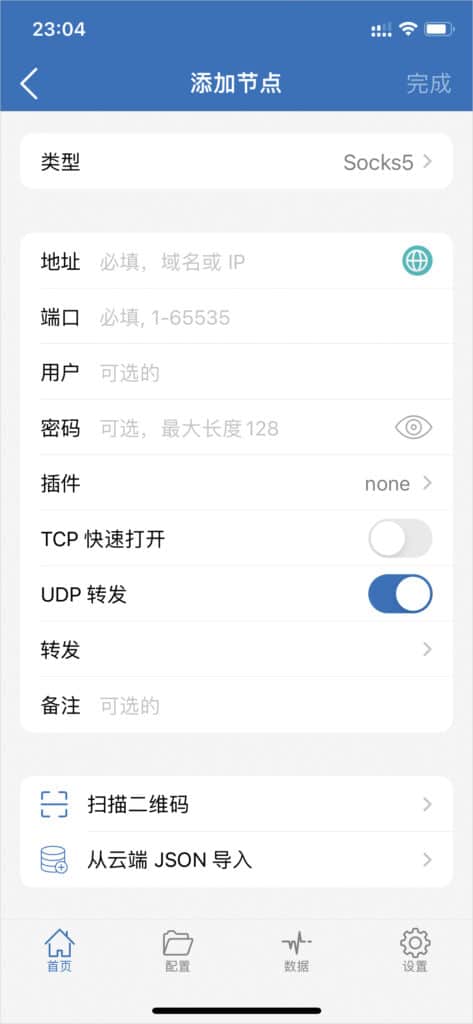 23:04
添加节点 完成
类型 Socks5
地址 必填，域名或 IP
端口 必填, 1-65535
用户 可选的
密码 可选，最大长度128
插件 none
TCP 快速打开
UDP 转发
转发
备注 可选的
扫描二维码
从云端 JSON 导入
首页 配置 数据 设置